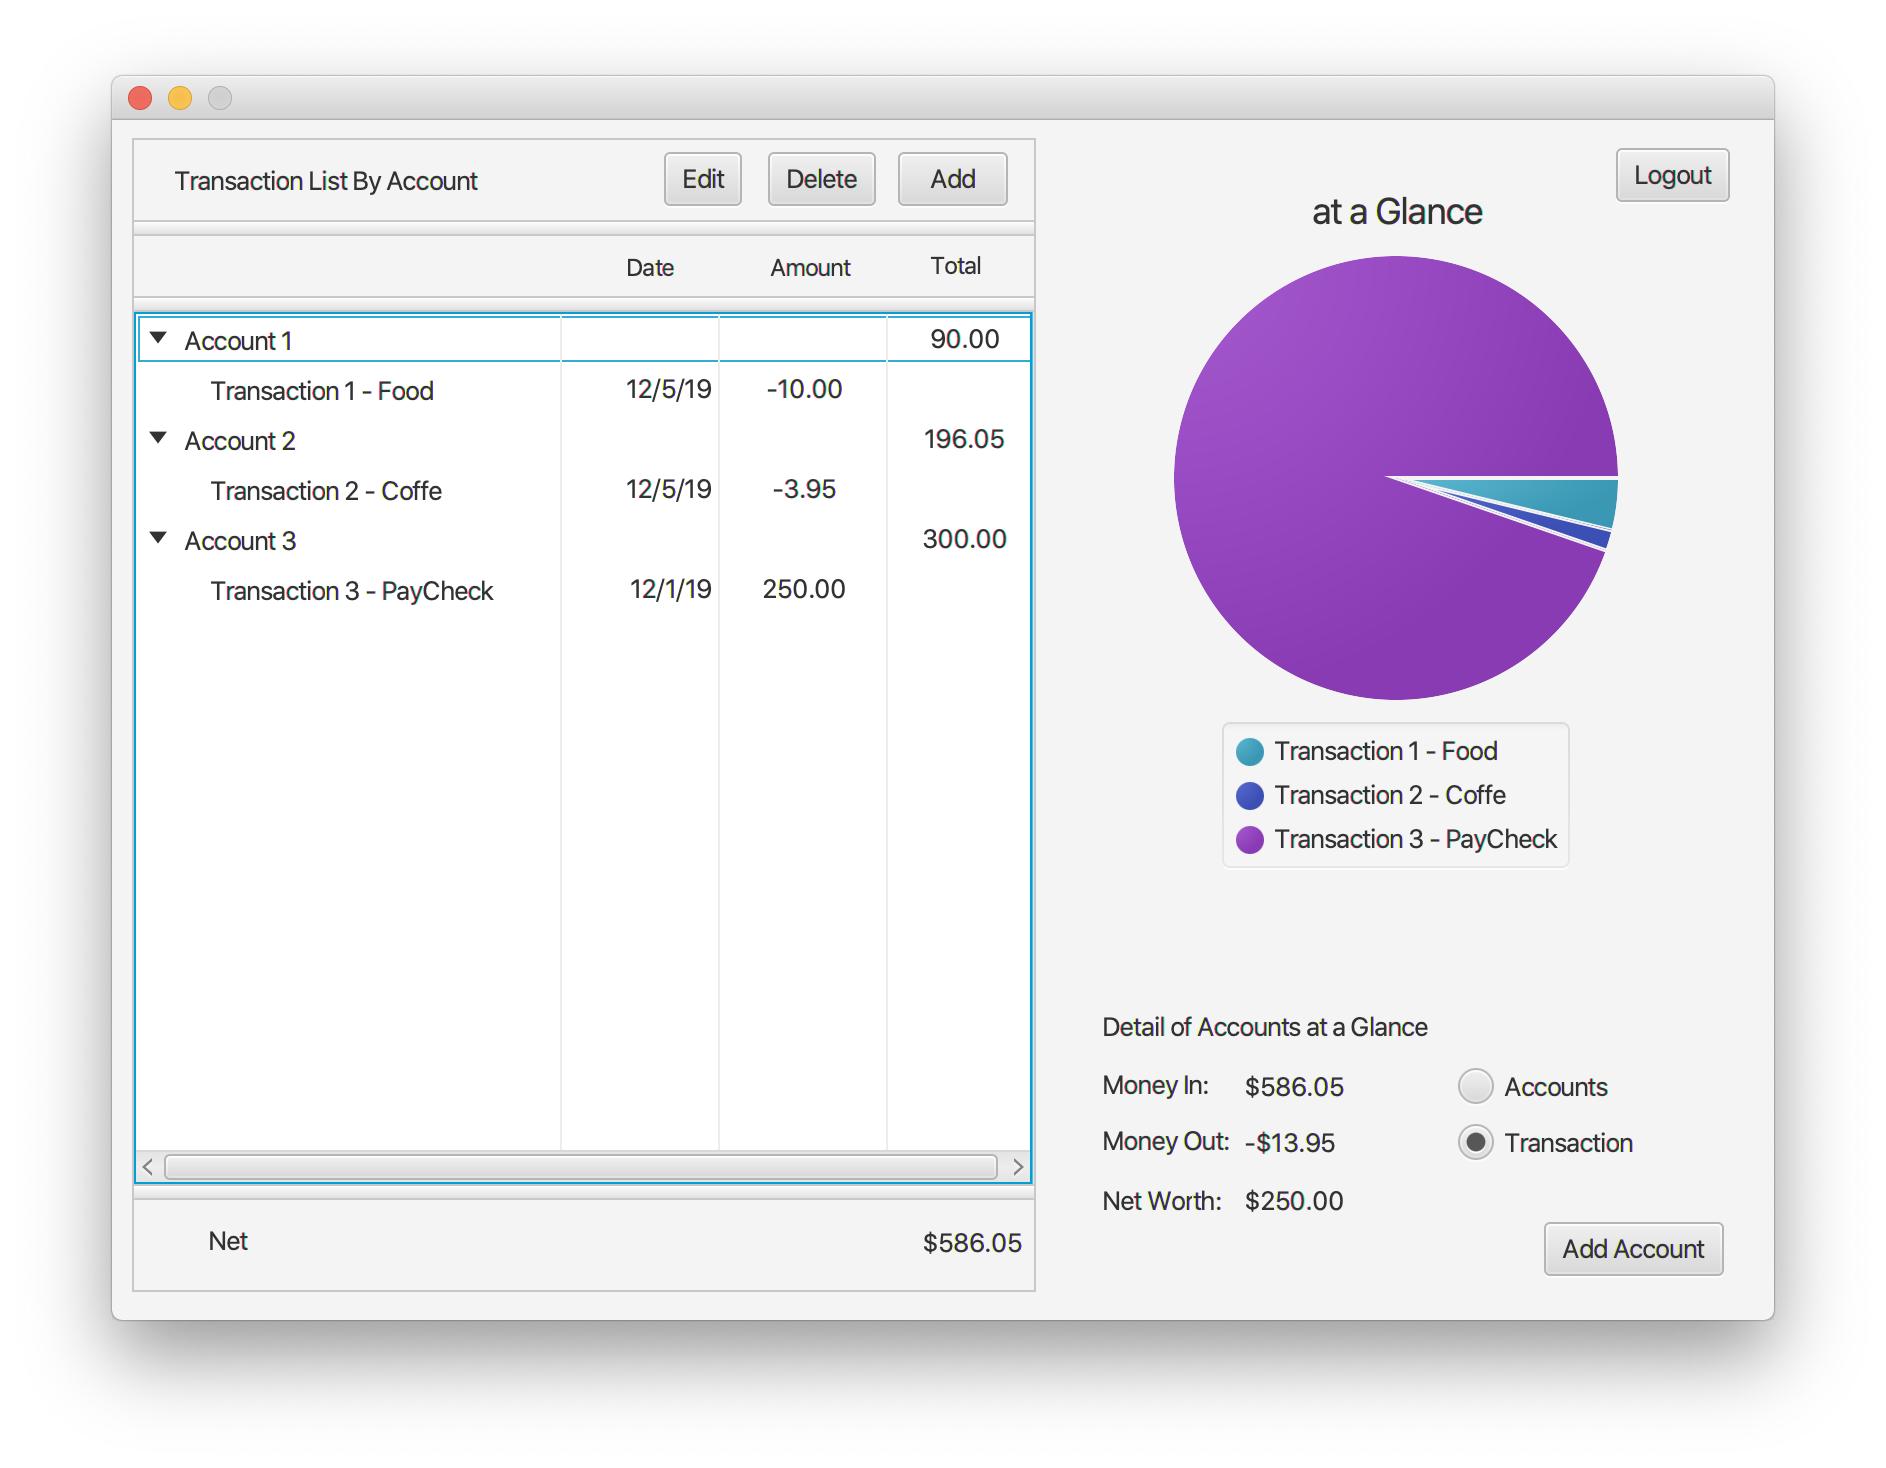 Transaction List By Account
Edit
Delete
Add
Date
Amount
Total
Account 1
90.00
Transaction 1 - Food
12/5/19
-10.00
Account 2
196.05
Transaction 2 - Coffe
12/5/19
-3.95
Account 3
300.00
Transaction 3 - PayCheck
12/1/19
250.00
Net
$586.05
Logout
at a Glance
Transaction 1 - Food
Transaction 2 - Coffe
Transaction 3 - PayCheck
Detail of Accounts at a Glance
Money In:
$586.05
Accounts
Money Out:
-$13.95
Transaction
Net Worth:
$250.00
Add Account